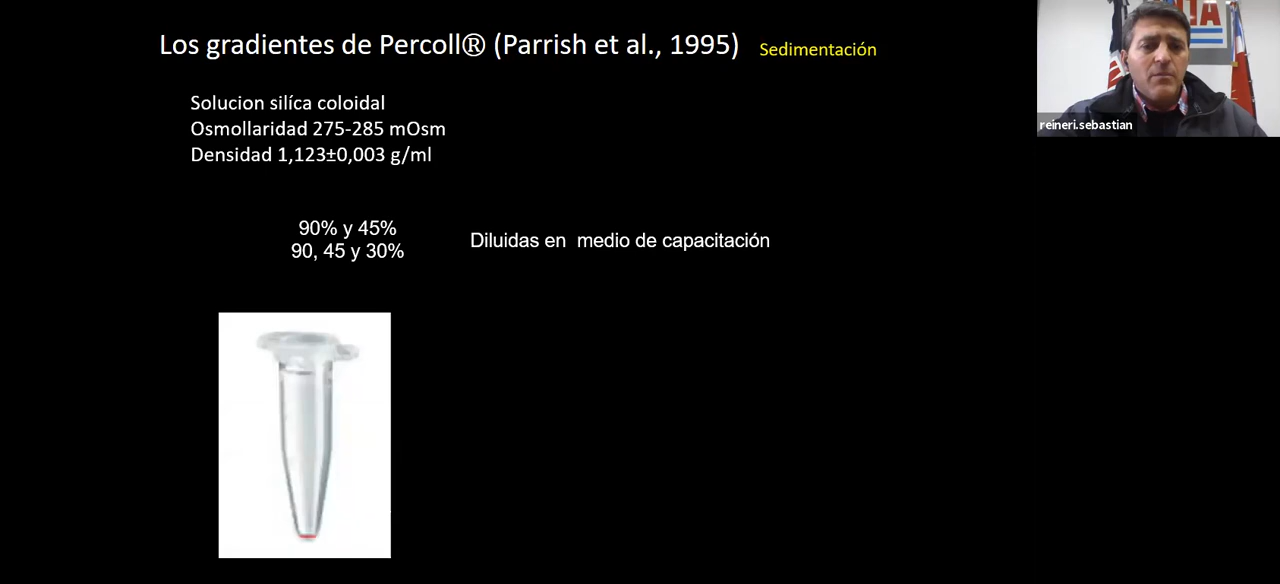 Los gradientes de Percoll® (Parrish et al., 1995) Sedimentación
Solucion silíca coloidal
Osmollaridad 275-285 mOsm
Densidad 1,123±0,003 g/ml
90% y 45%
90, 45 y 30%
Diluidas en medio de capacitación
reineri.sebastian